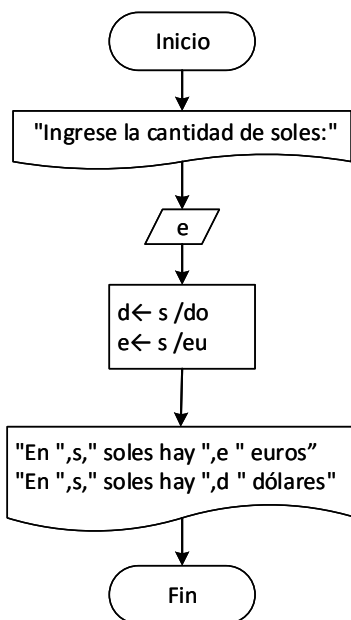 Inicio
"Ingrese la cantidad de soles:"
e
d← s /do
e← s /eu
"En ",s," soles hay ",e " euros”
"En ",s," soles hay ",d " dólares"
Fin